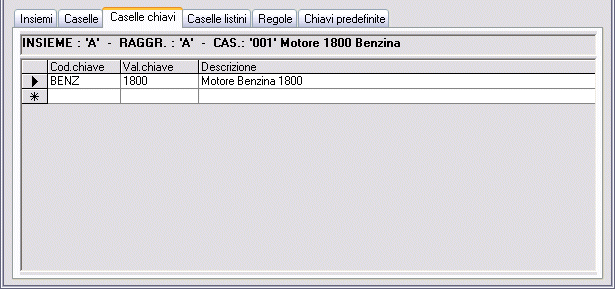 Insiemi Caselle Caselle chiavi Caselle listini Regole Chiavi predefinite
INSIEME : 'A' - RAGGR. : 'A' - CAS.: '001' Motore 1800 Benzina
Cod.chiave Val.chiave Descrizione
BENZ 1800 Motore Benzina 1800